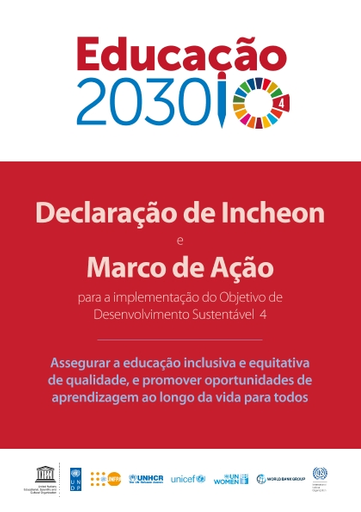 Educação
2030
4
Declaração de Incheon
e
Marco de Ação
para a implementação do Objetivo de
Desenvolvimento Sustentável 4
Assegurar a educação inclusiva e equitativa
de qualidade, e promover oportunidades de
aprendizagem ao longo da vida para todos
UNDP
UNFPA
UNHCR
unicef
UN WOMEN
WORLD BANK GROUP